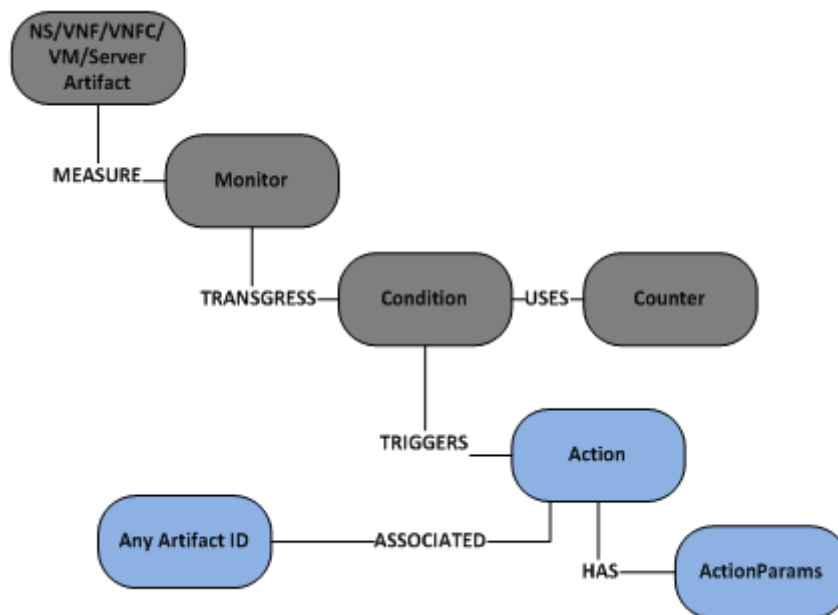 NS/VNF/VNFC/
VM/Server
Artifact
MEASURE
Monitor
TRANSGRESS
Condition
USES
Counter
TRIGGERS
Action
Any Artifact ID
ASSOCIATED
HAS
ActionParams